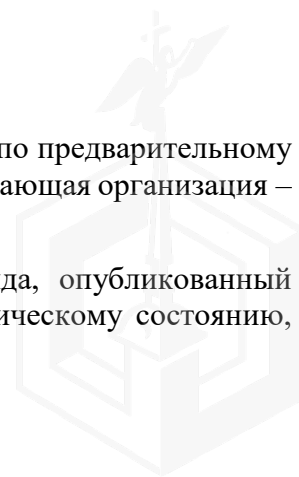 по предварительному
ающая организация –
да, опубликованный
ическому состоянию,